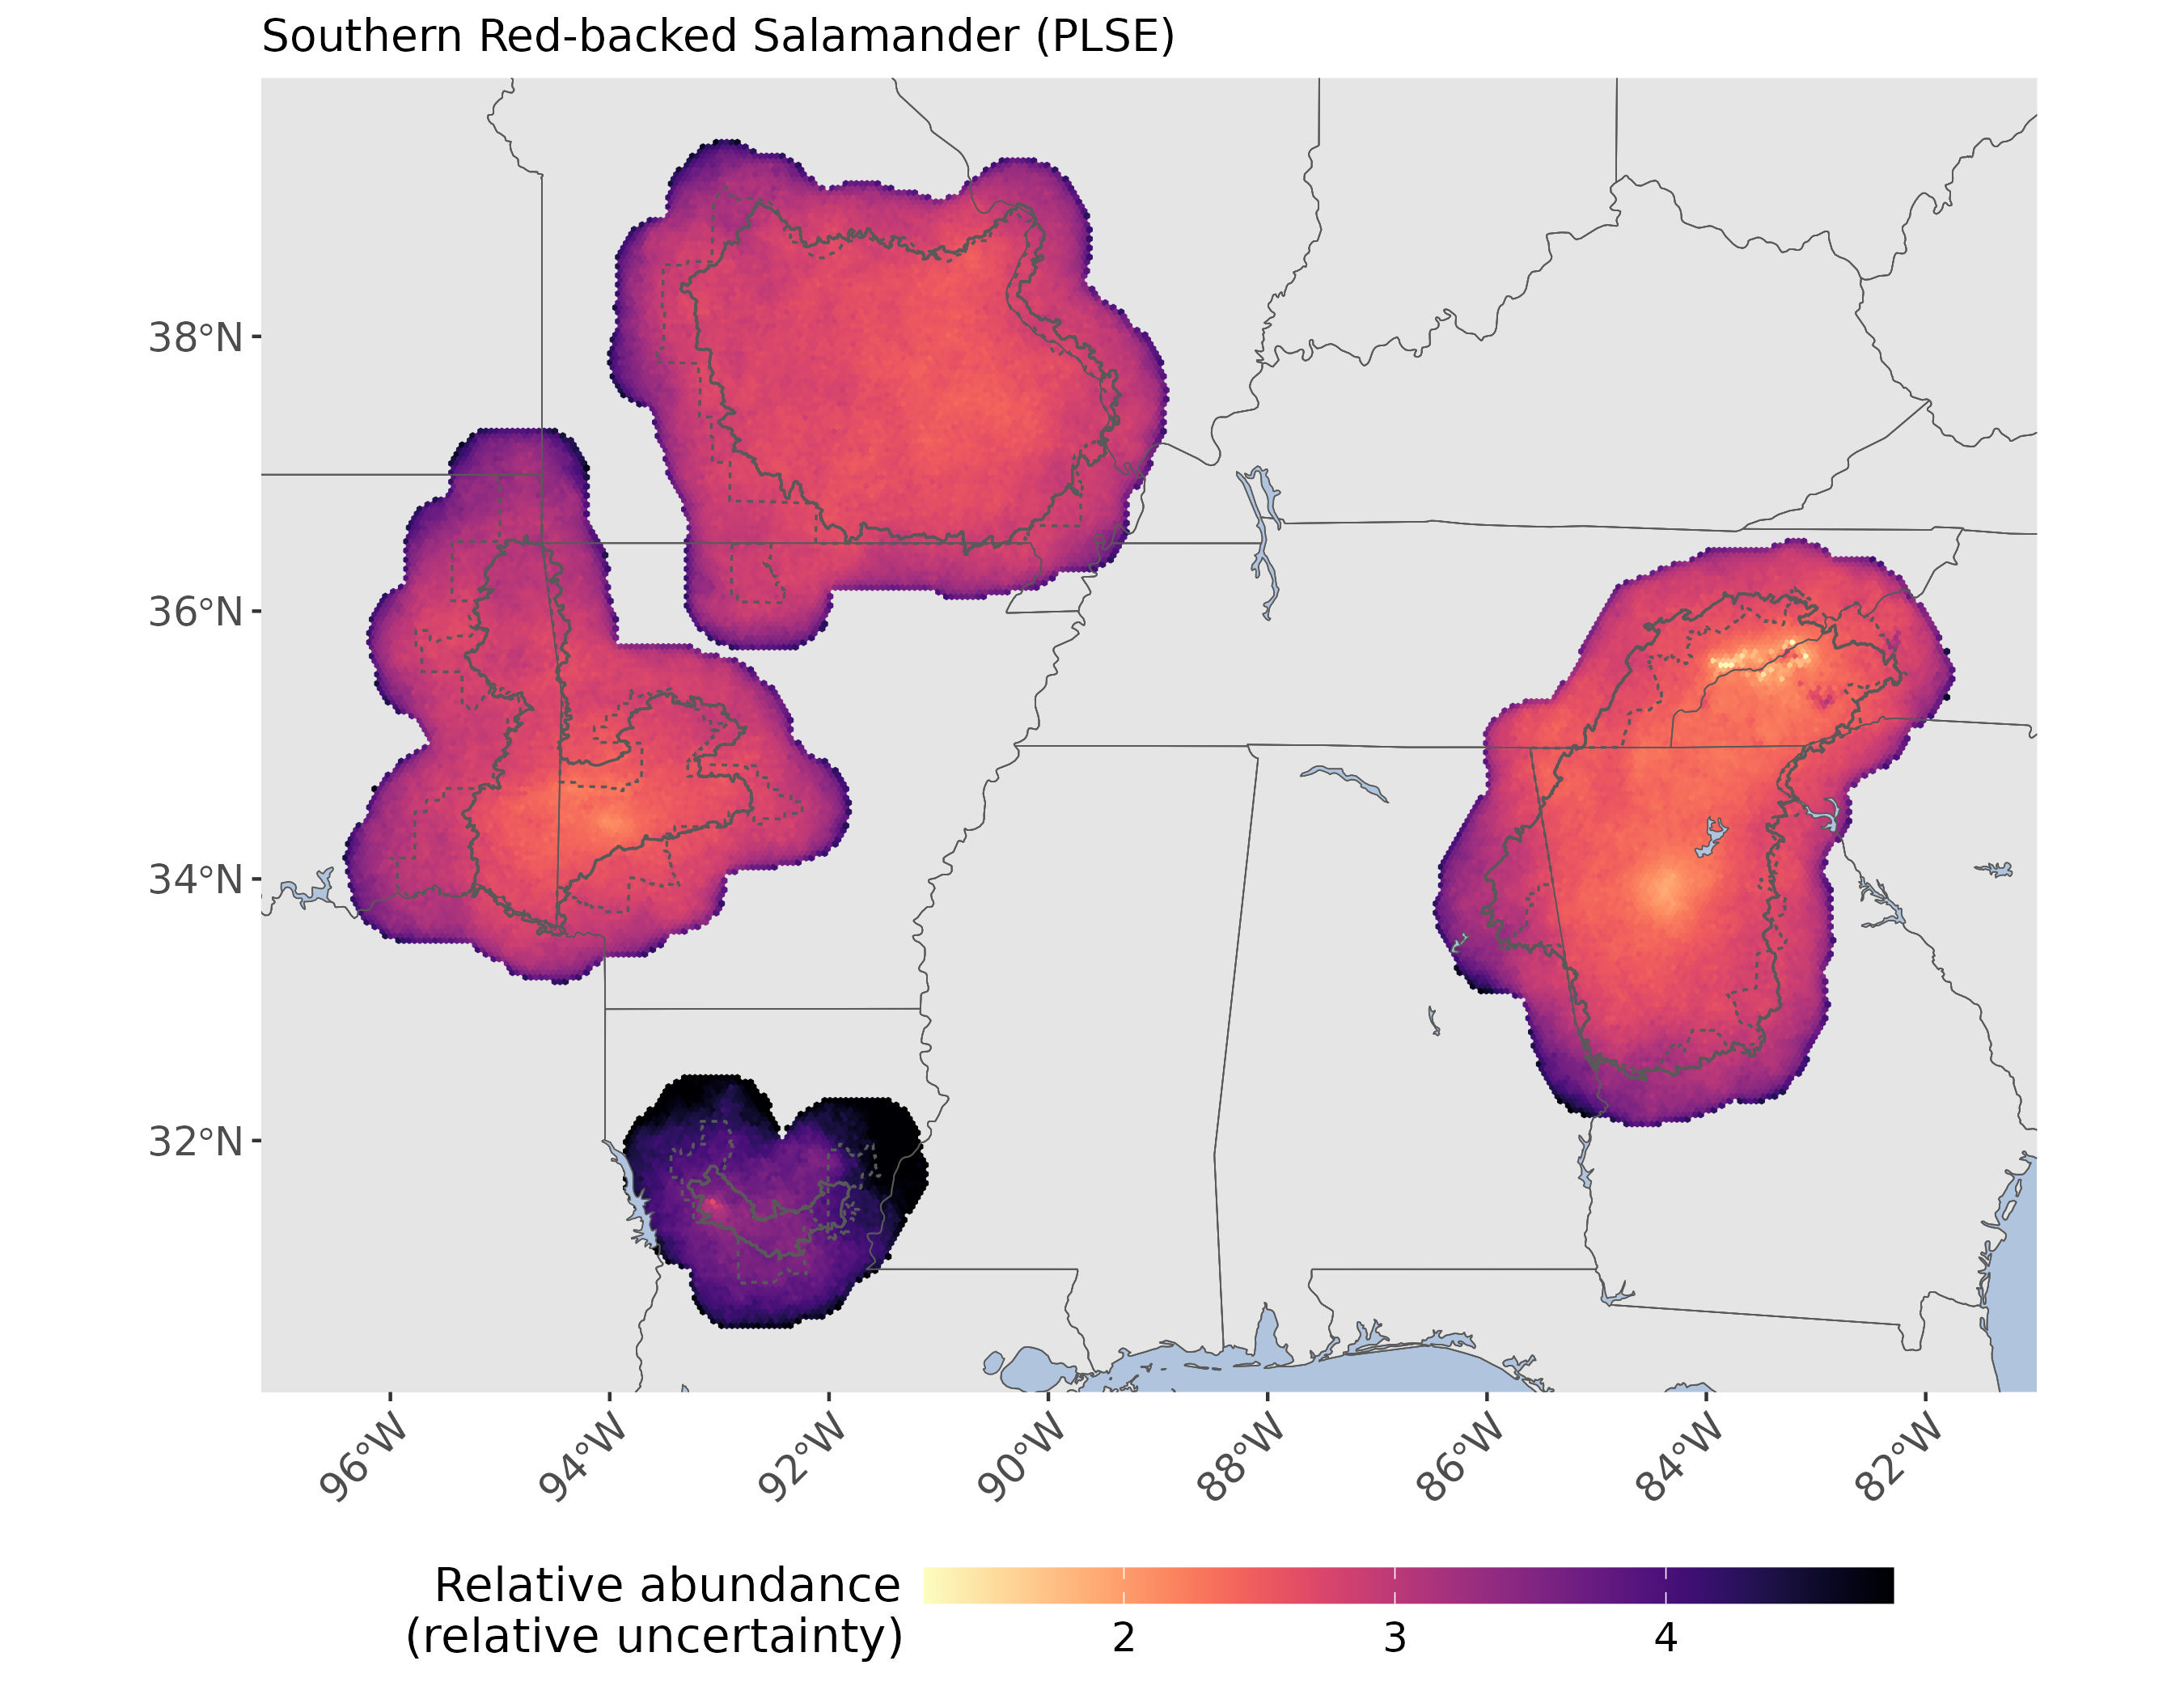 Southern Red-backed Salamander (PLSE)
38°N
36°N
34°N
32°N
96°W
94°W
92°W
90°W
88°W
86°W
84°W
82°W
Relative abundance
(relative uncertainty)
2
3
4